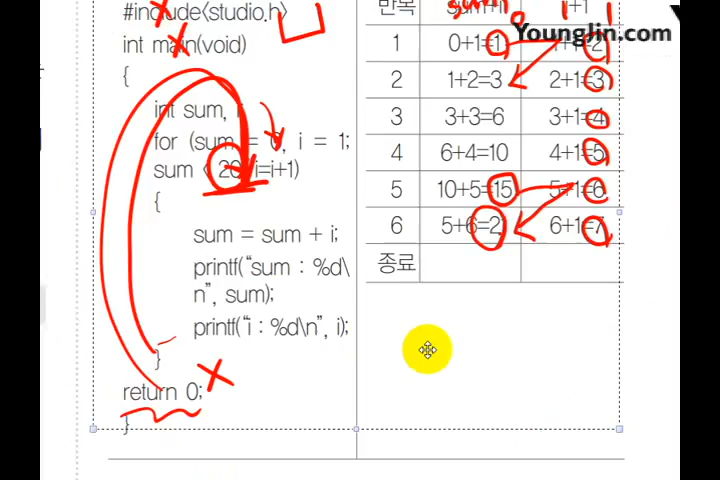 #include<studio.h>
int main(void)
{
int sum, i;
for (sum = 0, i = 1;
sum < 20; i=i+1)
{
sum = sum + i;
printf("sum : %d\
n", sum);
printf("i : %d\n", i);
}
return 0;
}
반복 sum+i i+1
1 0+1=1 1+1=2
2 1+2=3 2+1=3
3 3+3=6 3+1=4
4 6+4=10 4+1=5
5 10+5=15 5+1=6
6 5+6=21 6+1=7
종료
YoungJin.com